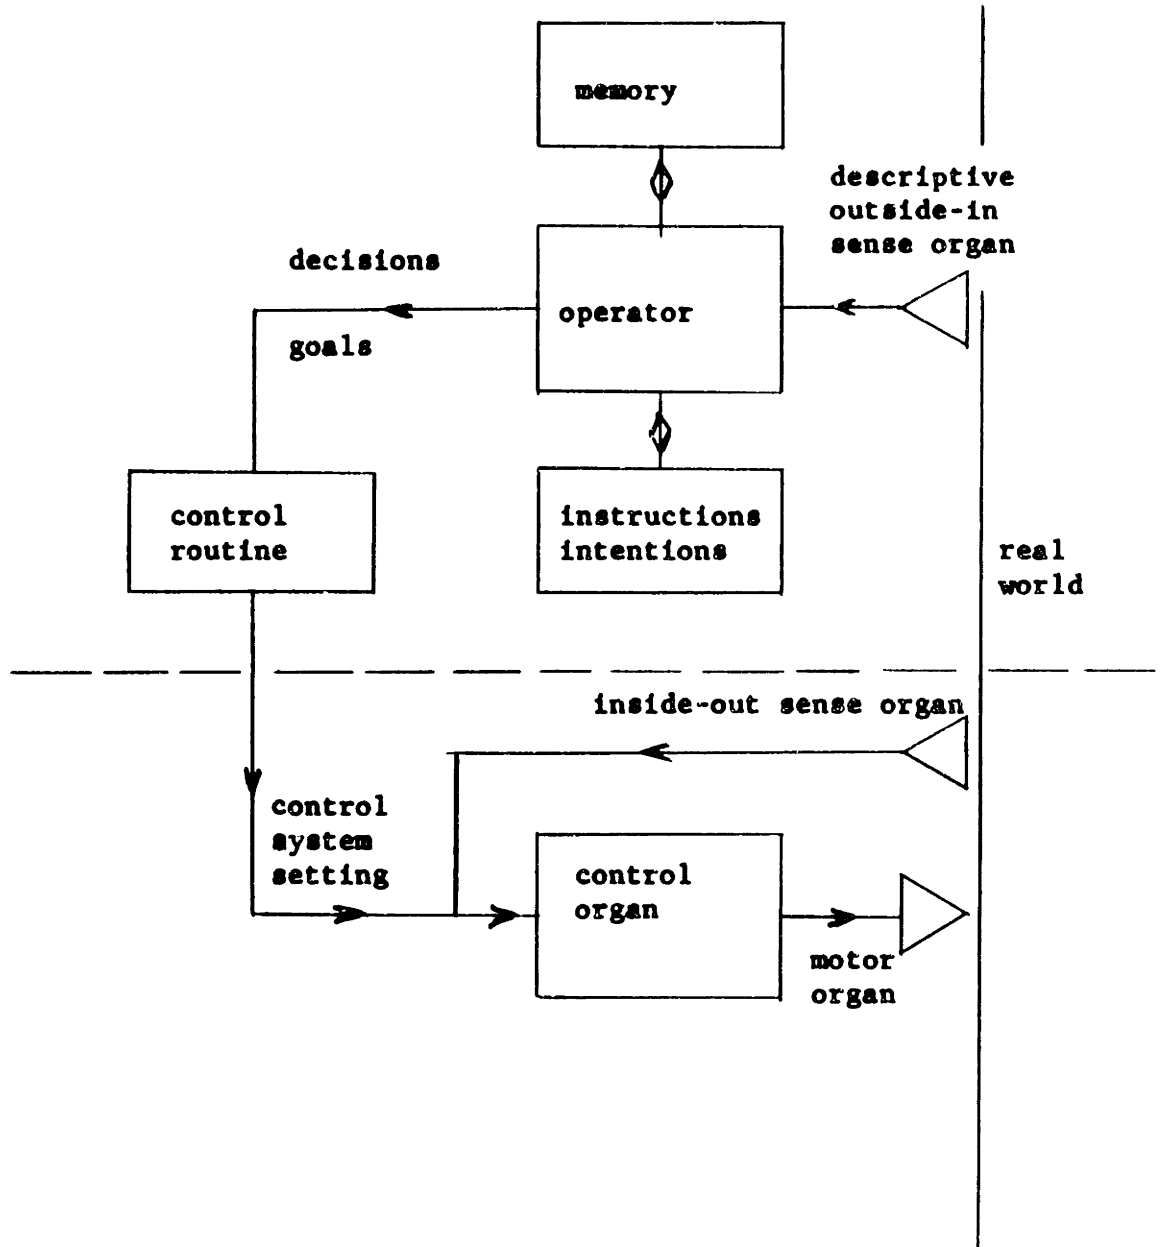 memory
descriptive
outside-in
sense organ
decisions
operator
goals
control
routine
instructions
intentions
real
world
inside-out sense organ
control
system
setting
control
organ
motor
organ